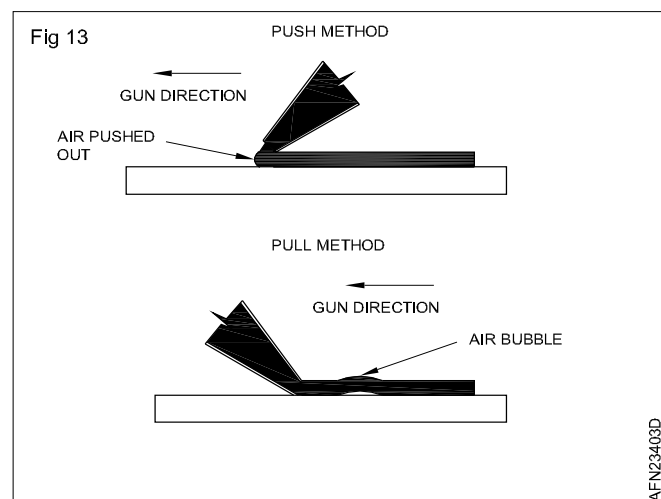 Fig 13
PUSH METHOD
GUN DIRECTION
AIR PUSHED
OUT
PULL METHOD
GUN DIRECTION
AIR BUBBLE
AFN23403D